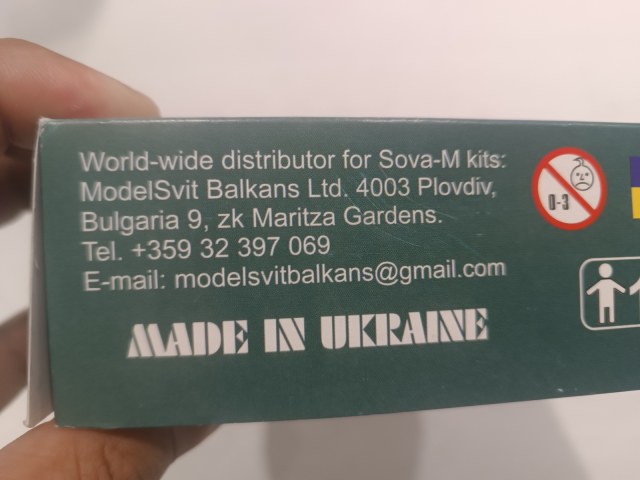 World-wide distributor for Sova-M kits:
ModelSvit Balkans Ltd. 4003 Plovdiv,
Bulgaria 9, zk Maritza Gardens.
Tel. +359 32 397 069
E-mail: modelsvitbalkans@gmail.com
MADE IN UKRAINE
0-3